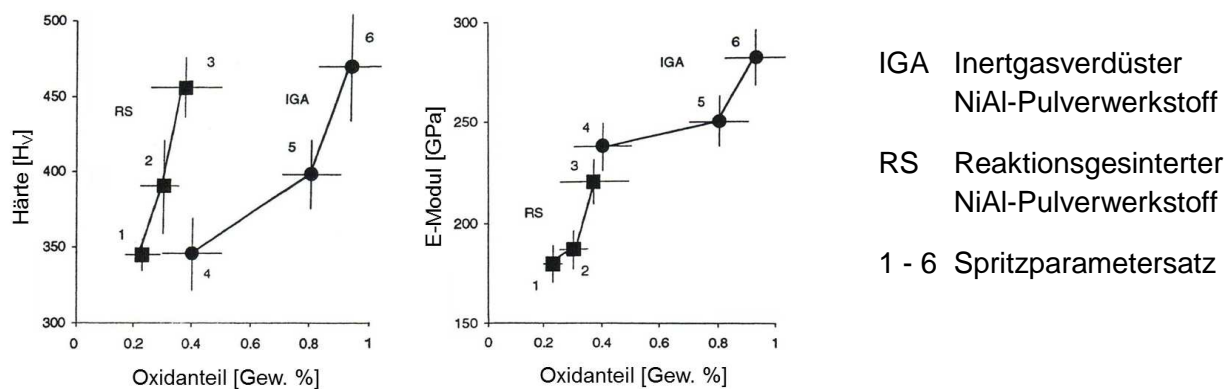 500
450
400
350
300
Härte [HV]
0
0.2
0.4
0.6
0.8
1
Oxidanteil [Gew. %]
RS
IGA
1
2
3
4
5
6
300
250
200
150
E-Modul [GPa]
0
0.2
0.4
0.6
0.8
1
Oxidanteil [Gew. %]
RS
IGA
1
2
3
4
5
6
IGA Inertgasverdüster
NiAl-Pulverwerkstoff
RS Reaktionsgesinterter
NiAl-Pulverwerkstoff
1 - 6 Spritzparametersatz